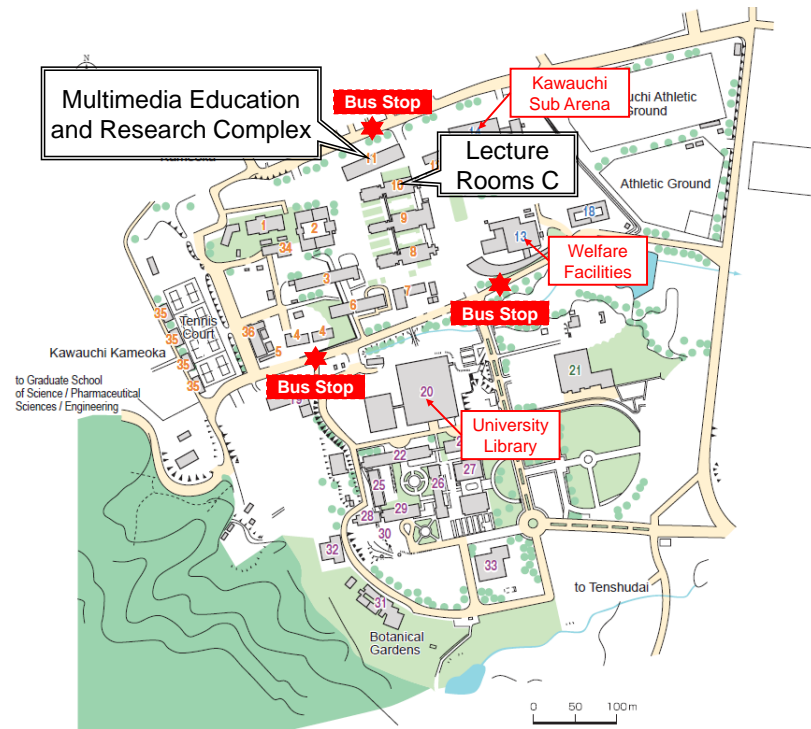 N
Multimedia Education
and Research Complex
Bus Stop
Kawauchi
Sub Arena
uchi Athletic
Ground
Athletic Ground
11
Lecture
Rooms C
10
18
1
2
9
13
34
8
Welfare
Facilities
3
7
6
Bus Stop
35
Tennis
Court
35
36
4
4
5
Kawauchi Kameoka
35
35
Bus Stop
to Graduate School
of Science / Pharmaceutical
Sciences / Engineering
21
20
University
Library
22
27
25
26
29
28
30
32
33
31
to Tenshudai
Botanical
Gardens
0 50 100m